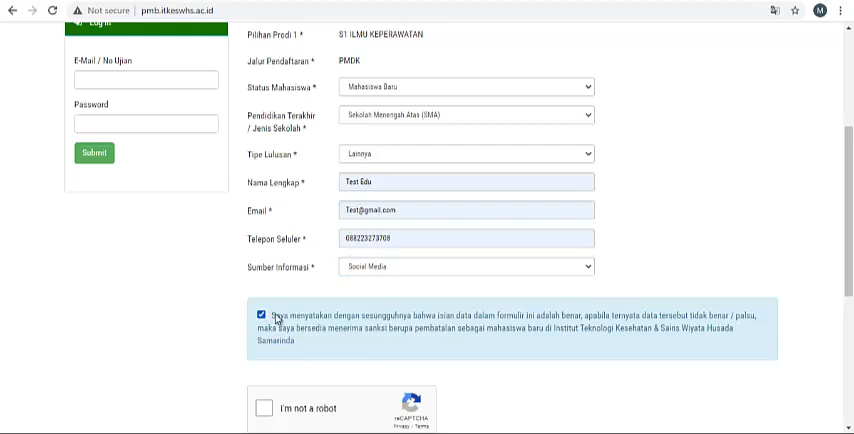 Not secure | pmb.itkeswhs.ac.id
M
Log in
E-Mail / No Ujian
Password
Submit
Pilihan Prodi 1 * S1 ILMU KEPERAWATAN
Jalur Pendaftaran * PMDK
Status Mahasiswa * Mahasiswa Baru
Pendidikan Terakhir / Jenis Sekolah * Sekolah Menengah Atas (SMA)
Tipe Lulusan * Lainnya
Nama Lengkap * Test Edu
Email * Test@gmail.com
Telepon Seluler * 088223273708
Sumber Informasi * Social Media
Saya menyatakan dengan sesungguhnya bahwa isian data dalam formulir ini adalah benar, apabila ternyata data tersebut tidak benar / palsu,
maka saya bersedia menerima sanksi berupa pembatalan sebagai mahasiswa baru di Institut Teknologi Kesehatan & Sains Wiyata Husada
Samarinda
I'm not a robot
reCAPTCHA
Privacy - Terms